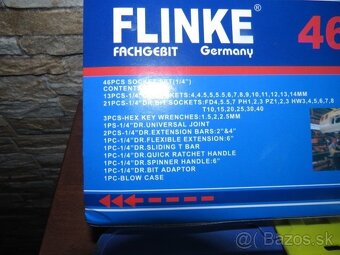 FLINKE®
46
FACHGEBIT Germany
46PCS SOCKET SET(1/4")
CONTENTS
13PCS-1/4" SOCKETS:4,4.5,5,5.5,6,7,8,9,10,11,12,13,14MM
21PCS-1/4"DR.BIT SOCKETS:FD4,5.5,7 PH1,2,3 PZ1,2,3 HW3,4,5,6,7,8
T10,15,20,25,30,40
3PCS-HEX KEY WRENCHES:1.5,2,2.5MM
1PS-1/4"DR.UNIVERSAL JOINT
2PC-1/4"DR.EXTENSION BARS:2"&4"
1PC-1/4"DR.FLEXIBLE EXTENSION:6"
1PC-1/4"DR.SLIDING T BAR
1PC-1/4"DR.QUICK RATCHET HANDLE
1PC-1/4"DR.SPINNER HANDLE:6"
1PC-1/4"DR.BIT ADAPTOR
1PC-BLOW CASE
Bazos.sk